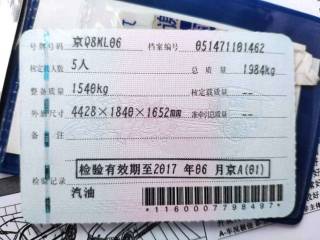 号牌号码 京Q8ML06 档案编号 051471101462
核定载人数 5人 总质量 1984kg
整备质量 1540kg 核定载质量 --
外廓尺寸 4428×1840×1652mm 准牵引总质量 --
检验有效期至2017 年06 月京A(01)
检验记录
汽油
*1160007798497*